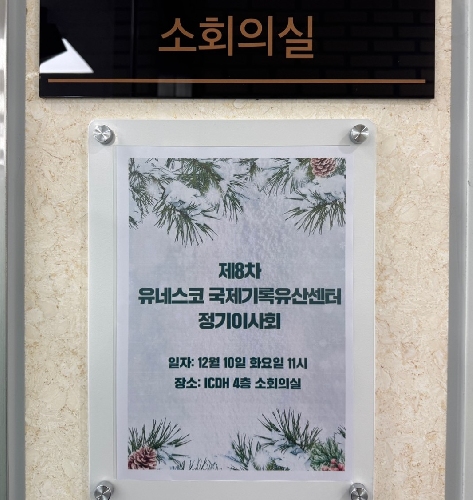 소회의실
제8차
유네스코 국제기록유산센터
정기이사회
일자: 12월 10일 화요일 11시
장소: ICDH 4층 소회의실